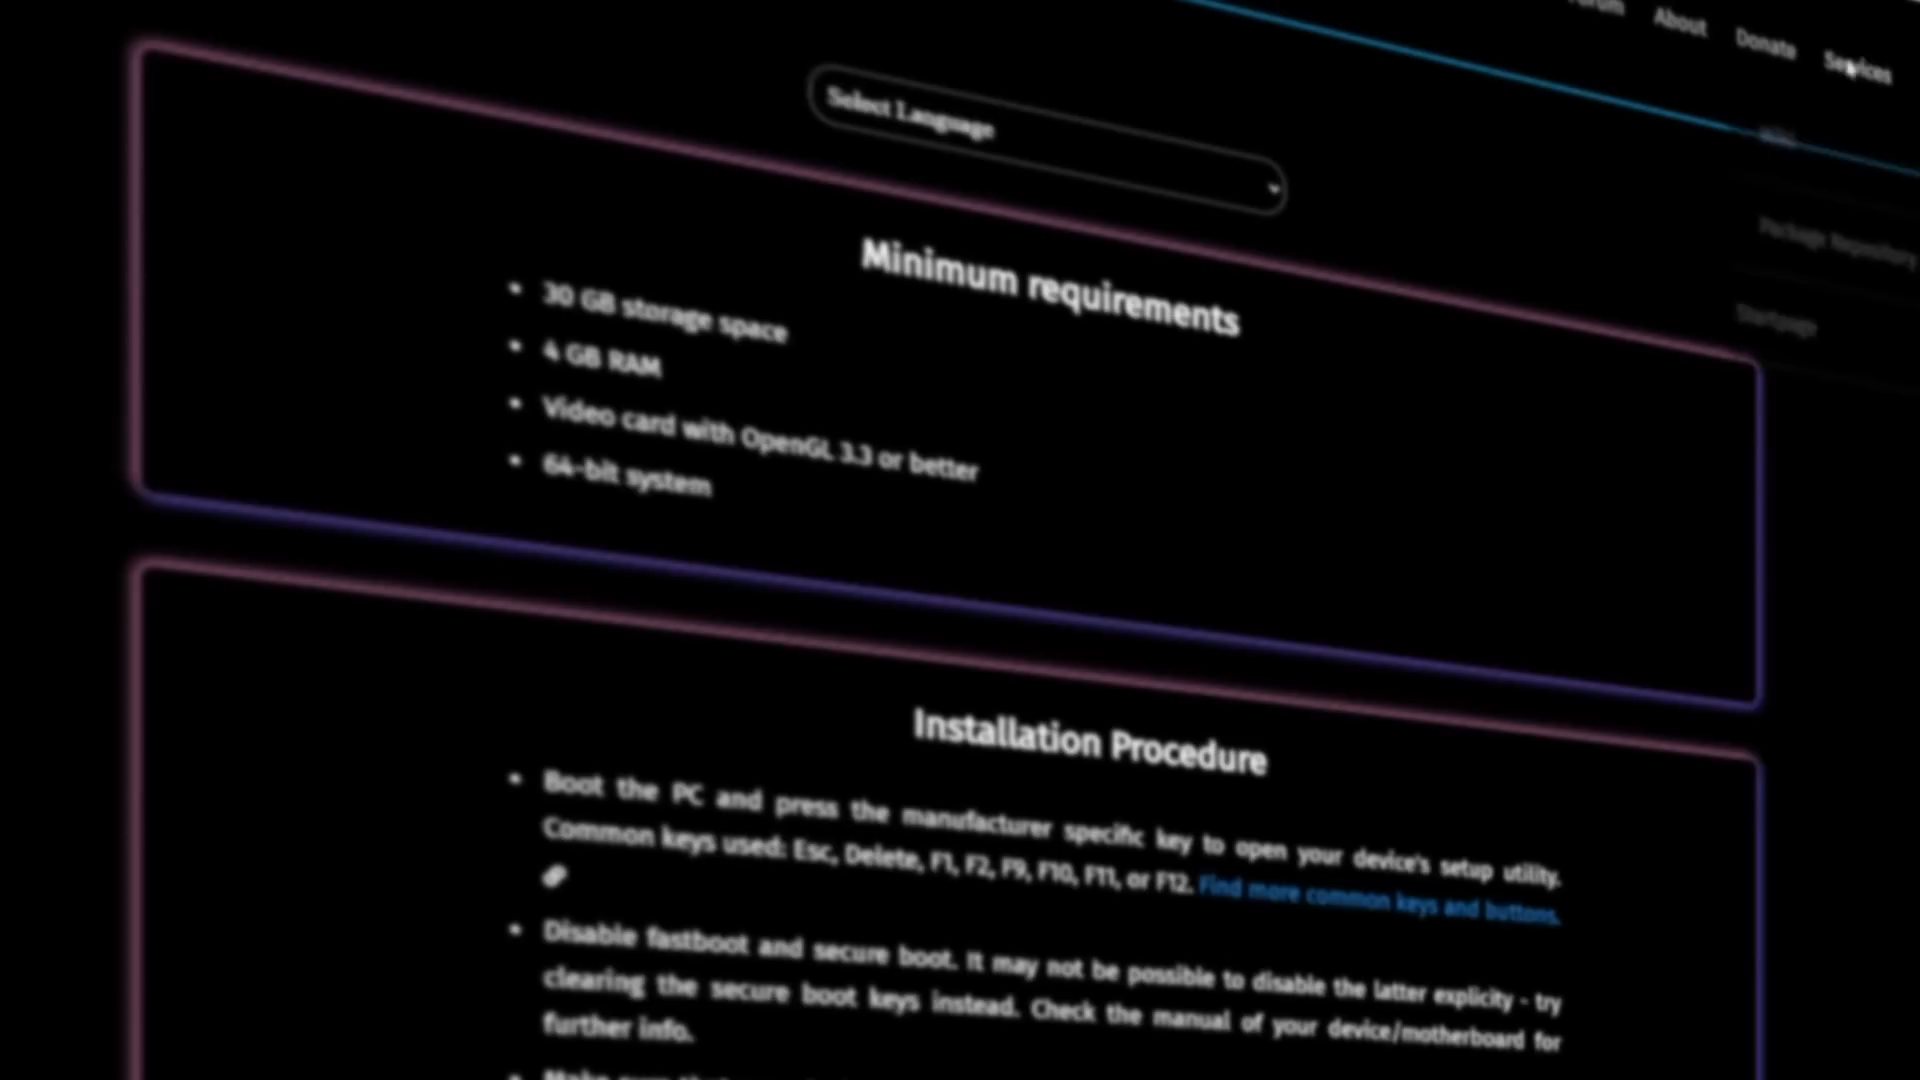 About Donate Services
Select Language
Package Repository
Startpage
Minimum requirements
• 30 GB storage space
• 4 GB RAM
• Video card with OpenGL 3.3 or better
• 64-bit system
Installation Procedure
• Boot the PC and press the manufacturer specific key to open your device's setup utility.
Common keys used: Esc, Delete, F1, F2, F9, F10, F11, or F12. Find more common keys and buttons.
• Disable fastboot and secure boot. It may not be possible to disable the latter explicity - try
clearing the secure boot keys instead. Check the manual of your device/motherboard for
further info.